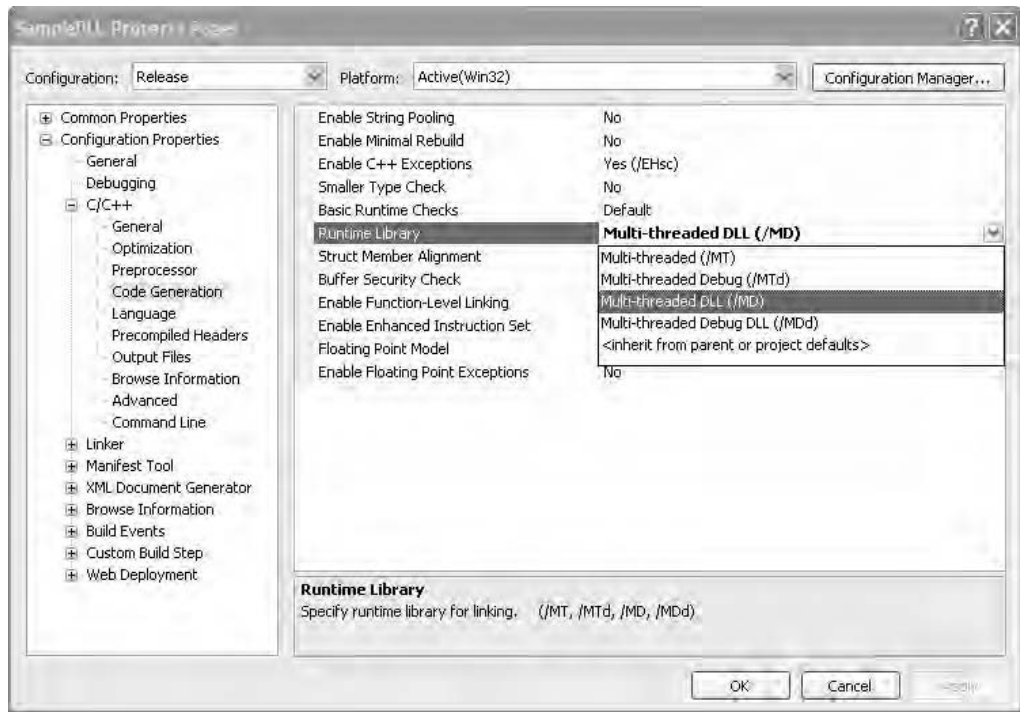 SampleDLL Property Pages
Configuration: Release Platform: Active(Win32) Configuration Manager...
Common Properties
Configuration Properties
General
Debugging
C/C++
General
Optimization
Preprocessor
Code Generation
Language
Precompiled Headers
Output Files
Browse Information
Advanced
Command Line
Linker
Manifest Tool
XML Document Generator
Browse Information
Build Events
Custom Build Step
Web Deployment
Enable String Pooling No
Enable Minimal Rebuild No
Enable C++ Exceptions Yes (/EHsc)
Smaller Type Check No
Basic Runtime Checks Default
Runtime Library Multi-threaded DLL (/MD)
Struct Member Alignment Multi-threaded (/MT)
Buffer Security Check Multi-threaded Debug (/MTd)
Enable Function-Level Linking Multi-threaded DLL (/MD)
Enable Enhanced Instruction Set Multi-threaded Debug DLL (/MDd)
Floating Point Model <inherit from parent or project defaults>
Enable Floating Point Exceptions No
Runtime Library
Specify runtime library for linking. (/MT, /MTd, /MD, /MDd)
OK Cancel